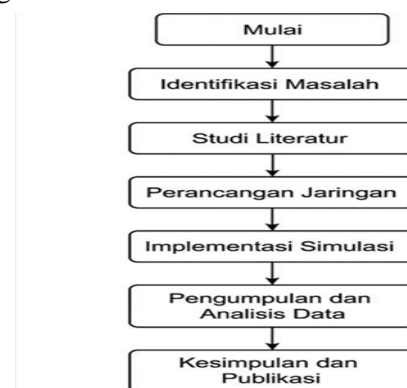 Mulai
Identifikasi Masalah
Studi Literatur
Perancangan Jaringan
Implementasi Simulasi
Pengumpulan dan
Analisis Data
Kesimpulan dan
Publikasi